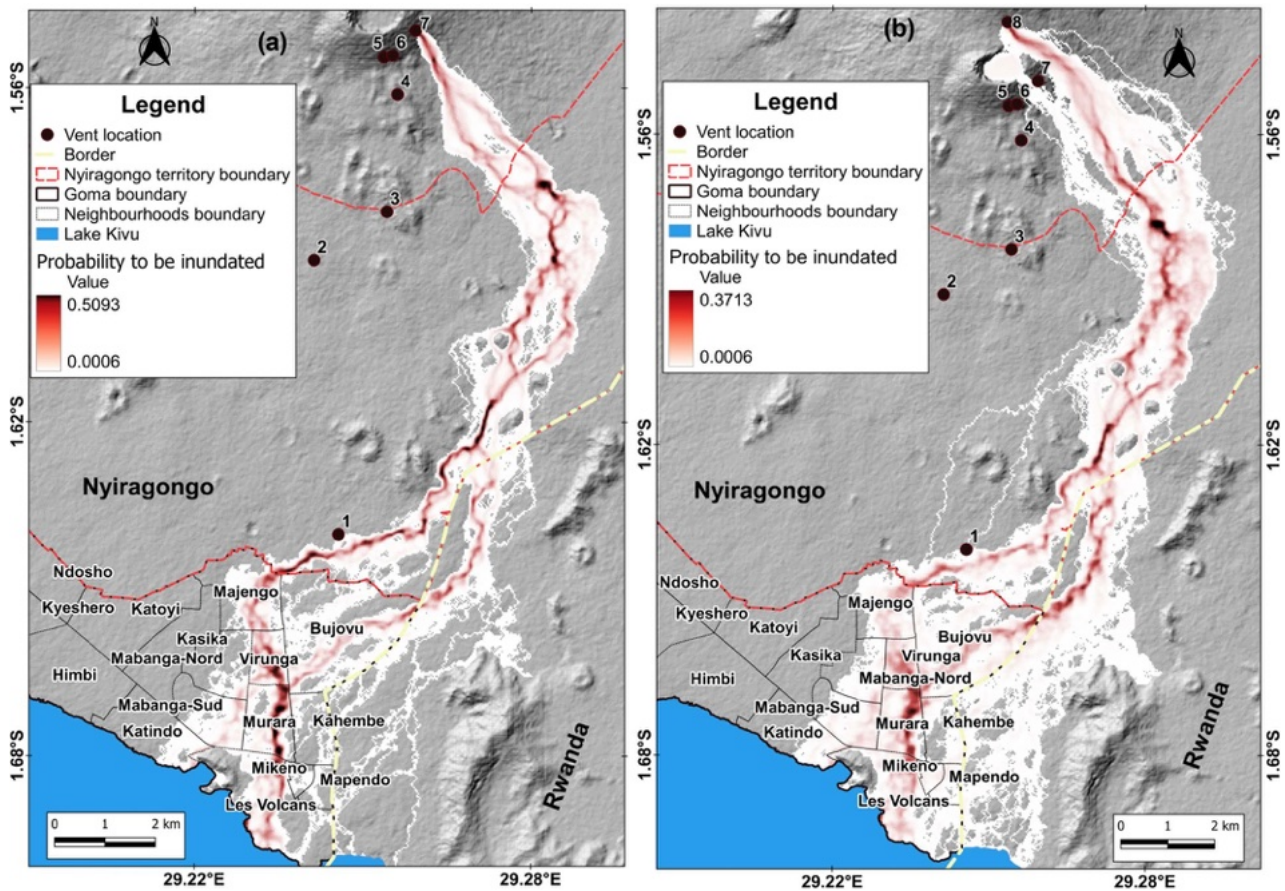 (a)
N
7
5
6
4
3
2
1
1.56°S
1.62°S
1.68°S
Legend
Vent location
Border
Nyiragongo territory boundary
Goma boundary
Neighbourhoods boundary
Lake Kivu
Probability to be inundated
Value
0.5093
0.0006
Nyiragongo
Ndosho
Kyeshero
Katoyi
Majengo
Kasika
Bujovu
Mabanga-Nord
Virunga
Himbi
Mabanga-Sud
Murara
Kahembe
Katindo
Mikeno
Mapendo
Les Volcans
Rwanda
0 1 2 km
29.22°E
29.28°E
(b)
N
8
7
5
6
4
3
2
1
1.56°S
1.62°S
1.68°S
Legend
Vent location
Border
Nyiragongo territory boundary
Goma boundary
Neighbourhoods boundary
Lake Kivu
Probability to be inundated
Value
0.3713
0.0006
Nyiragongo
Ndosho
Kyeshero
Katoyi
Majengo
Kasika
Bujovu
Virunga
Mabanga-Nord
Himbi
Mabanga-Sud
Murara
Kahembe
Katindo
Mikeno
Mapendo
Les Volcans
Rwanda
0 1 2 km
29.22°E
29.28°E